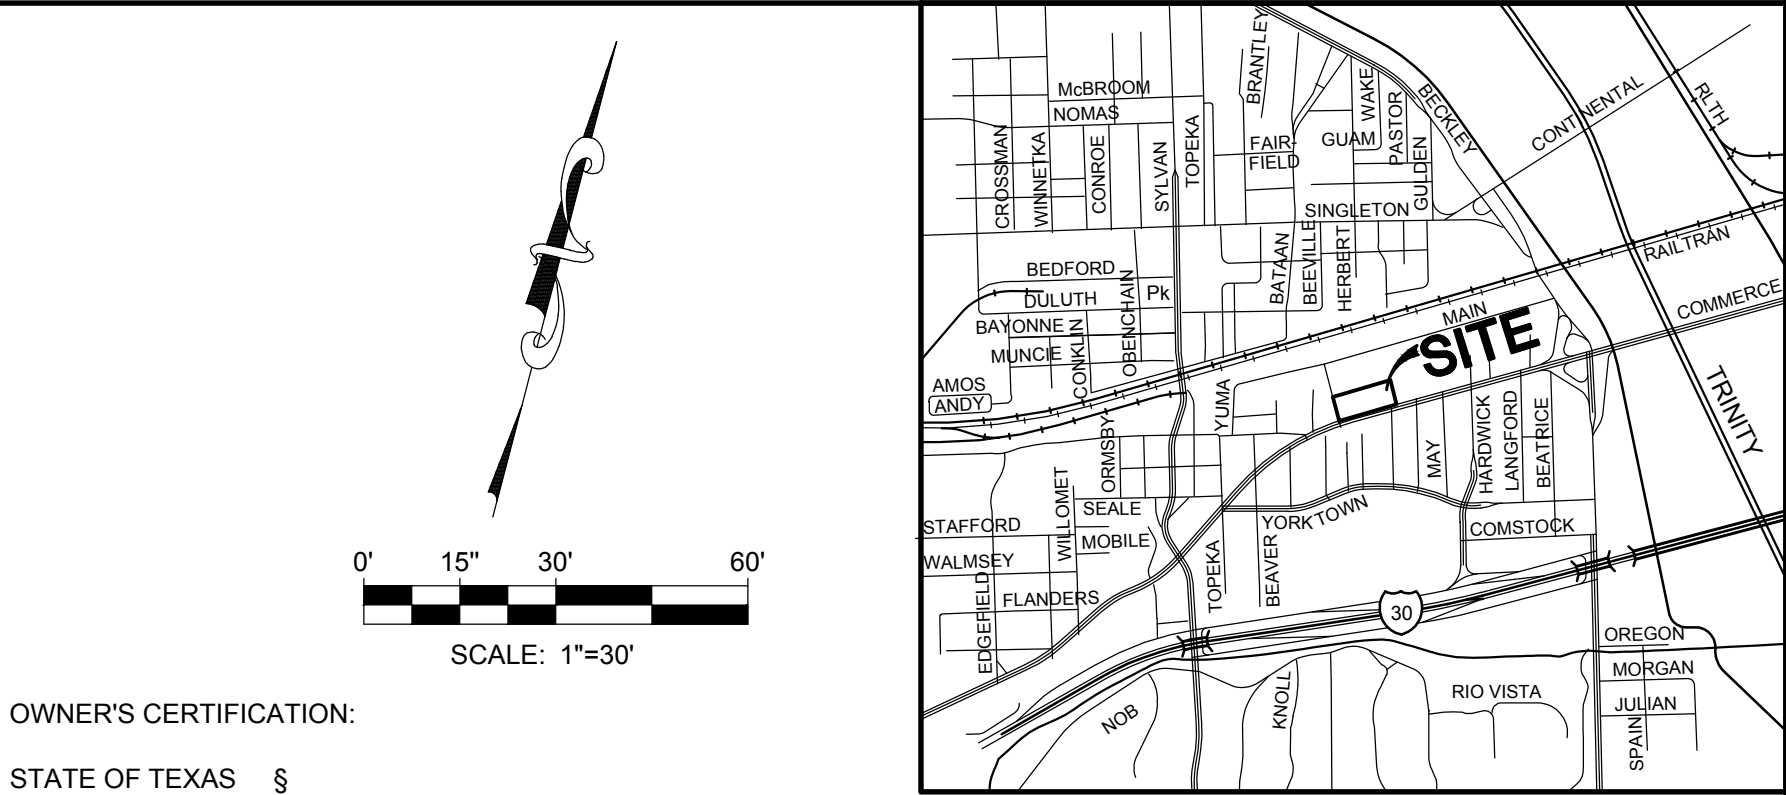 0' 15" 30' 60'
SCALE: 1"=30'
OWNER'S CERTIFICATION:
STATE OF TEXAS §
BRANTLEY
McBROOM
NOMAS
WAKE
PASTOR
BECKLEY
CONTINENTAL
RLTH
CROSSMAN
WINNETKA
CONROE
SYLVAN
TOPEKA
FAIR-
FIELD
GUAM
GULDEN
SINGLETON
BATAAN
BEEVILLE
HERBERT
RAILTRAN
BEDFORD
DULUTH
OBENCHAIN
Pk
COMMERCE
MAIN
SITE
BAYONNE
MUNCIE
CONKLIN
AMOS
ANDY
YUMA
TRINITY
ORMSBY
MAY
HARDWICK
LANGFORD
BEATRICE
WILLOMET
SEALE
STAFFORD
YORKTOWN
COMSTOCK
MOBILE
WALMSEY
TOPEKA
BEAVER
EDGEFIELD
FLANDERS
30
OREGON
MORGAN
RIO VISTA
JULIAN
NOB
KNOLL
SPAIN